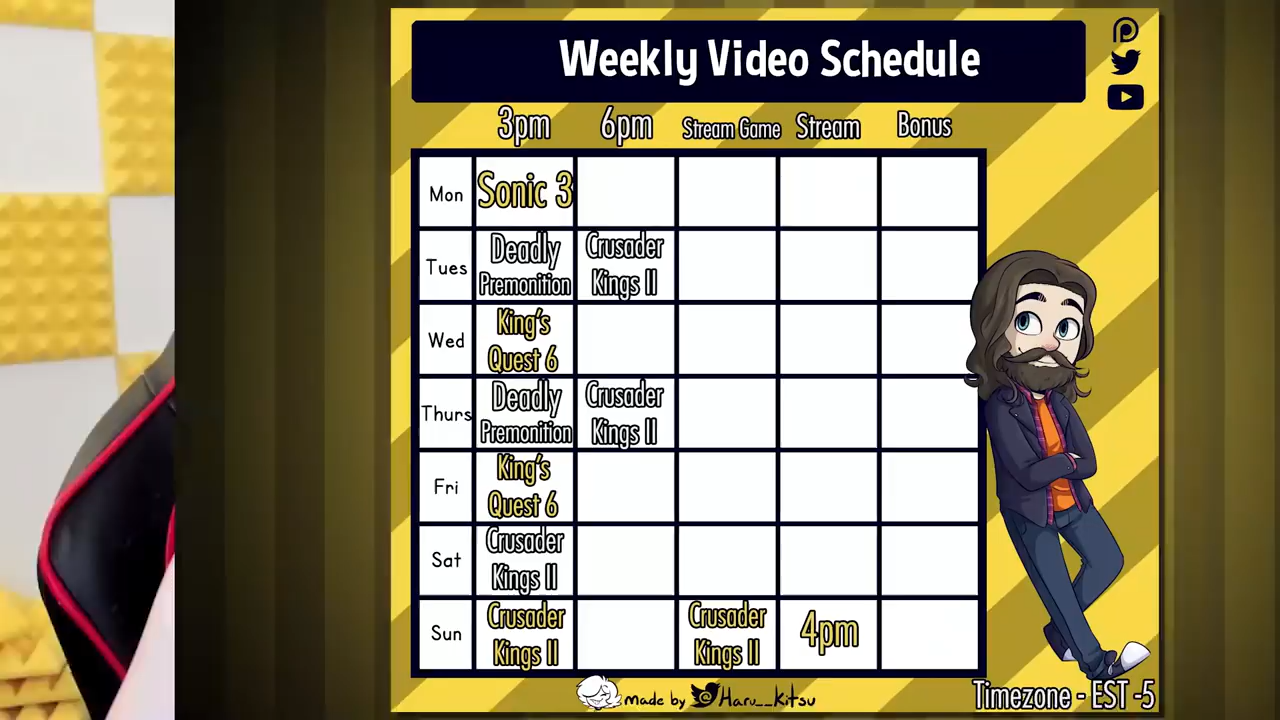 Weekly Video Schedule
3pm 6pm Stream Game Stream Bonus
Mon Sonic 3
Tues Deadly Premonition Crusader Kings II
Wed King's Quest 6
Thurs Deadly Premonition Crusader Kings II
Fri King's Quest 6
Sat Crusader Kings II
Sun Crusader Kings II Crusader Kings II 4pm
made by Haru__Kitsu
Timezone - EST -5